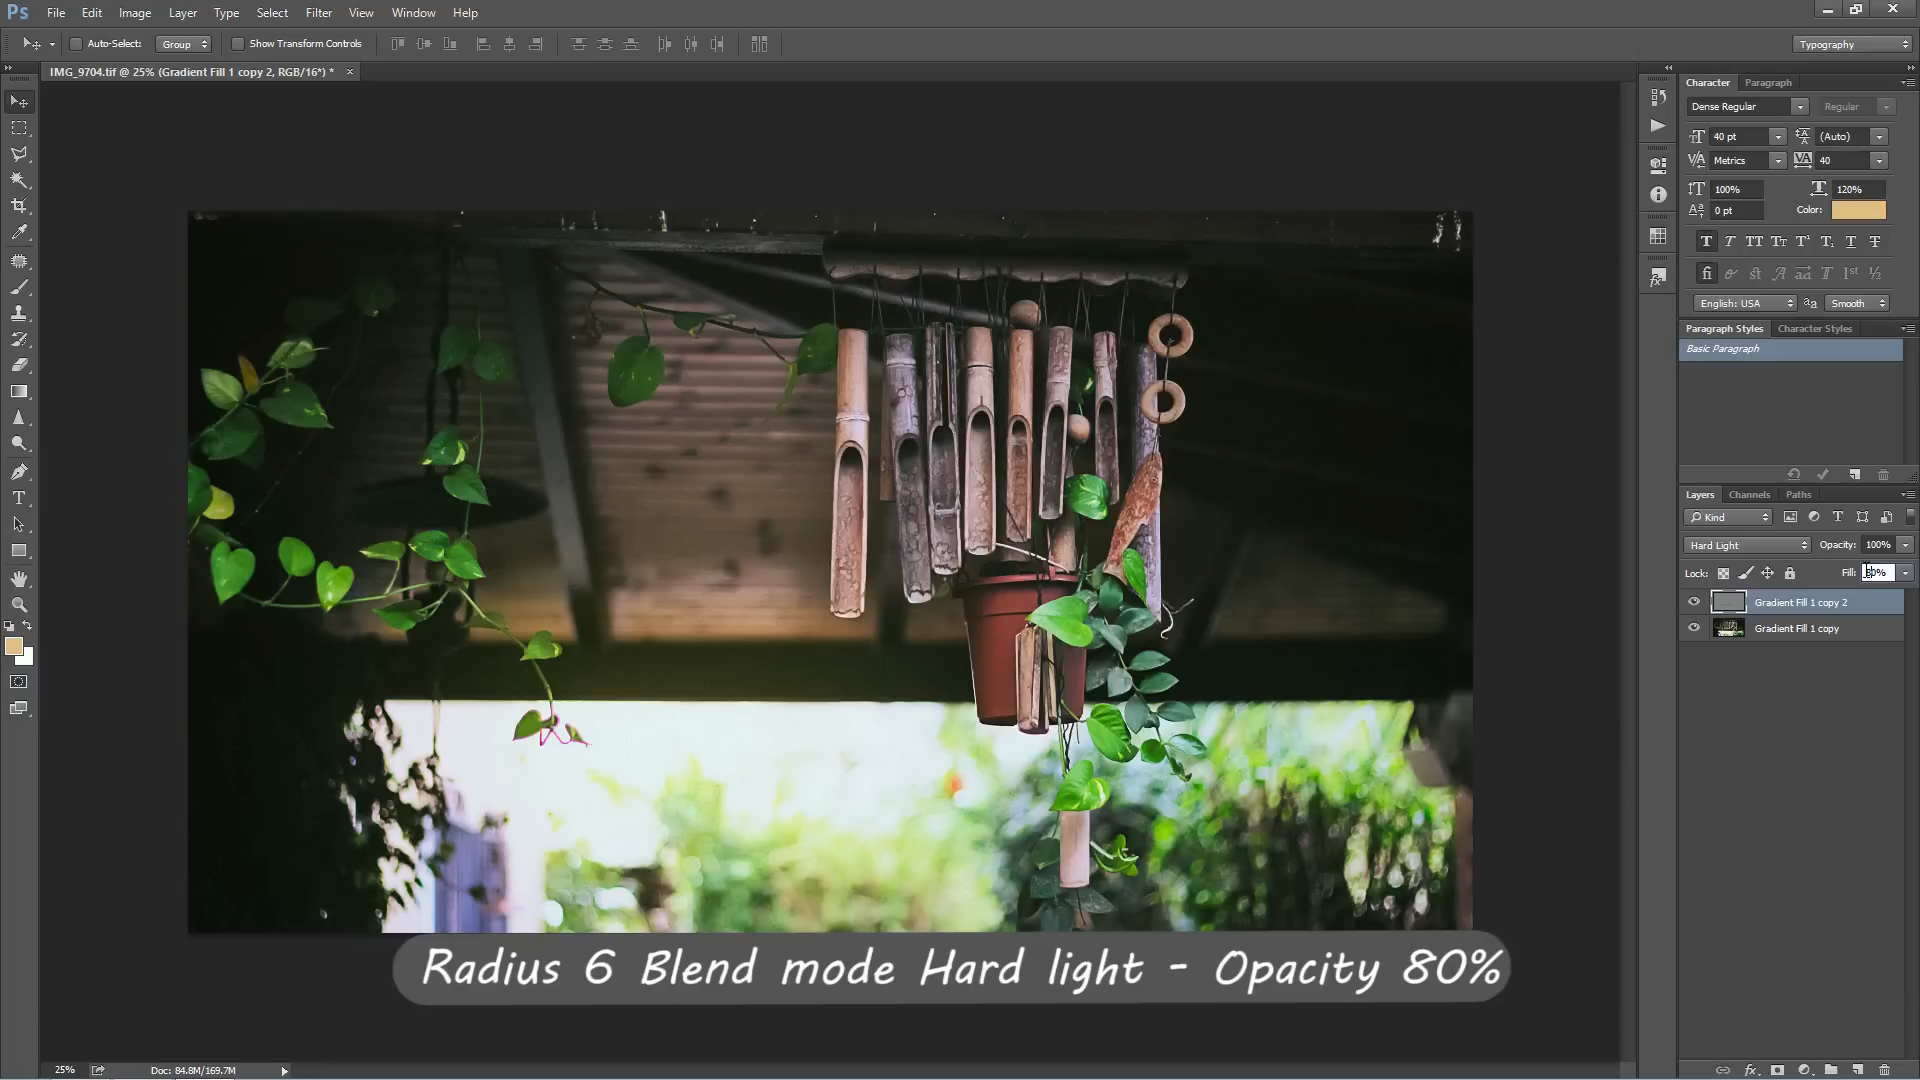 Ps File Edit Image Layer Type Select Filter View Window Help
Auto-Select: Group Show Transform Controls Typography
IMG_9704.tif @ 25% (Gradient Fill 1 copy 2, RGB/16*) * ×
Character Paragraph
Dense Regular Regular
40 pt (Auto)
Metrics 40
100% 120%
0 pt Color:
English: USA Smooth
Paragraph Styles Character Styles
Basic Paragraph
Layers Channels Paths
Kind
Hard Light Opacity: 100%
Lock: Fill: 80%
Gradient Fill 1 copy 2
Gradient Fill 1 copy
Radius 6 Blend mode Hard light - Opacity 80%
25% Doc: 84.8M/169.7M